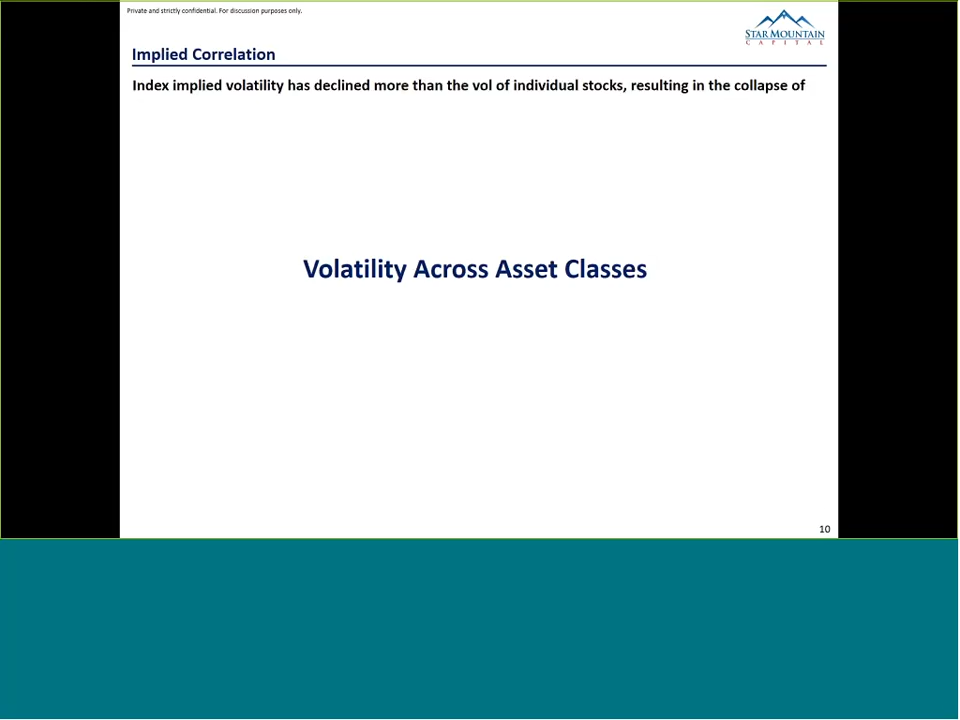 Private and strictly confidential. For discussion purposes only.
STAR MOUNTAIN
CAPITAL
Implied Correlation
Index implied volatility has declined more than the vol of individual stocks, resulting in the collapse of
Volatility Across Asset Classes
10